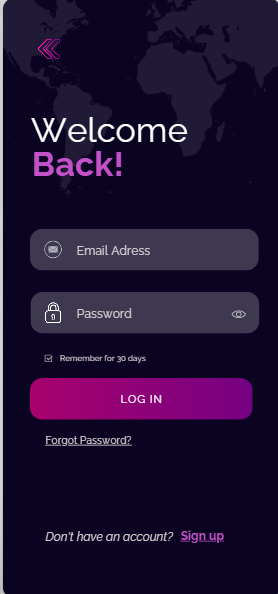 Welcome
Back!
Email Adress
Password
Remember for 30 days
LOG IN
Forgot Password?
Don't have an account? Sign up